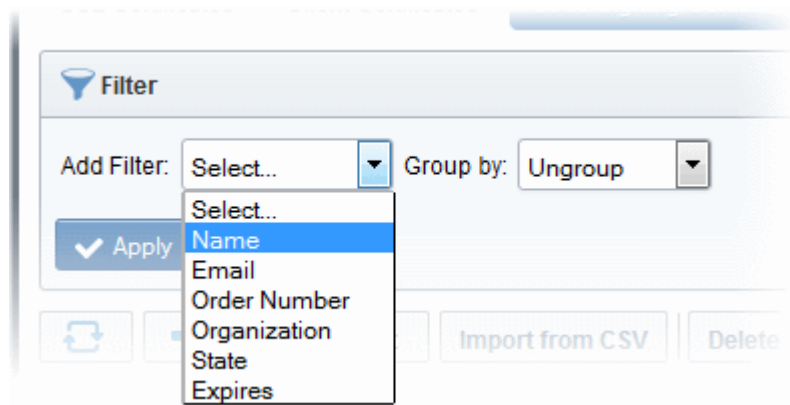 Filter
Add Filter: Select... Group by: Ungroup
Select...
Name
Apply
Email
Order Number
Organization
Import from CSV Delete
State
Expires